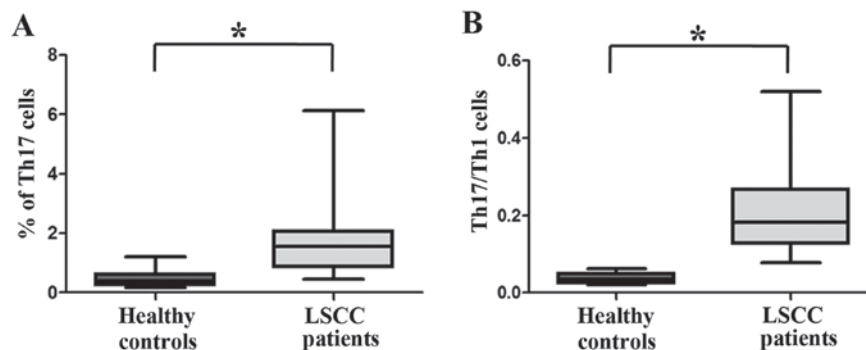 A
*
% of Th17 cells
8
6
4
2
0
Healthy
controls
LSCC
patients
B
*
Th17/Th1 cells
0.6
0.4
0.2
0.0
Healthy
controls
LSCC
patients